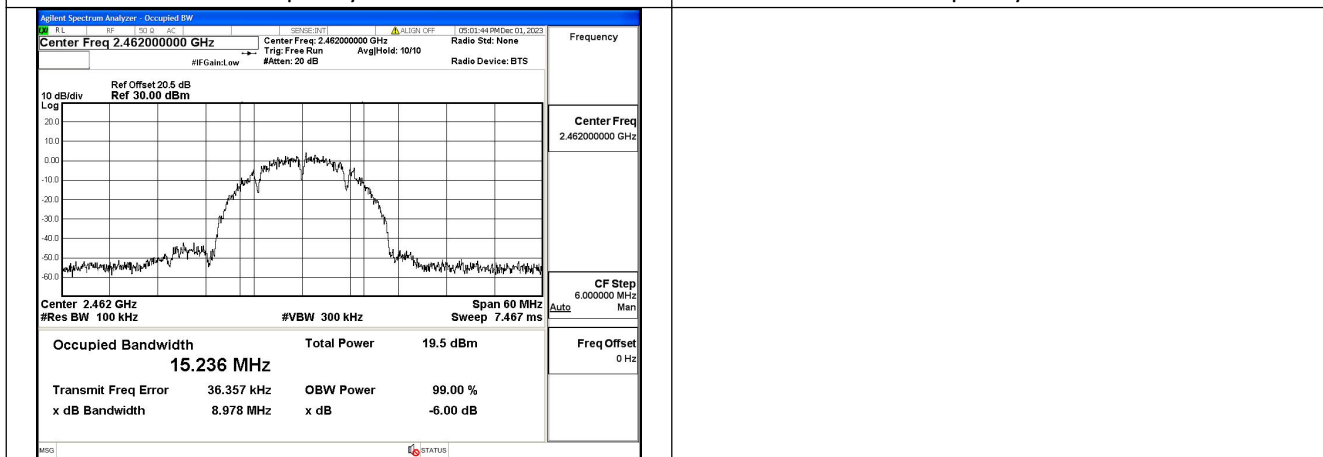 Agilent Spectrum Analyzer - Occupied BW
RL RF 50 Ω AC SENSE:INT ALIGN OFF 05:01:44 PM Dec 01, 2023
Center Freq 2.462000000 GHz
Center Freq: 2.462000000 GHz
Radio Std: None
Trig: Free Run Avg|Hold: 10/10
#IFGain:Low #Atten: 20 dB Radio Device: BTS
Frequency
Ref Offset 20.5 dB
10 dB/div Ref 30.00 dBm
Log
20.0
10.0
0.00
-10.0
-20.0
-30.0
-40.0
-50.0
-60.0
Center Freq
2.462000000 GHz
Center 2.462 GHz Span 60 MHz
#Res BW 100 kHz #VBW 300 kHz Sweep 7.467 ms
CF Step
6.000000 MHz
Auto Man
Occupied Bandwidth Total Power 19.5 dBm
15.236 MHz
Transmit Freq Error 36.357 kHz OBW Power 99.00 %
x dB Bandwidth 8.978 MHz x dB -6.00 dB
Freq Offset
0 Hz
MSG STATUS